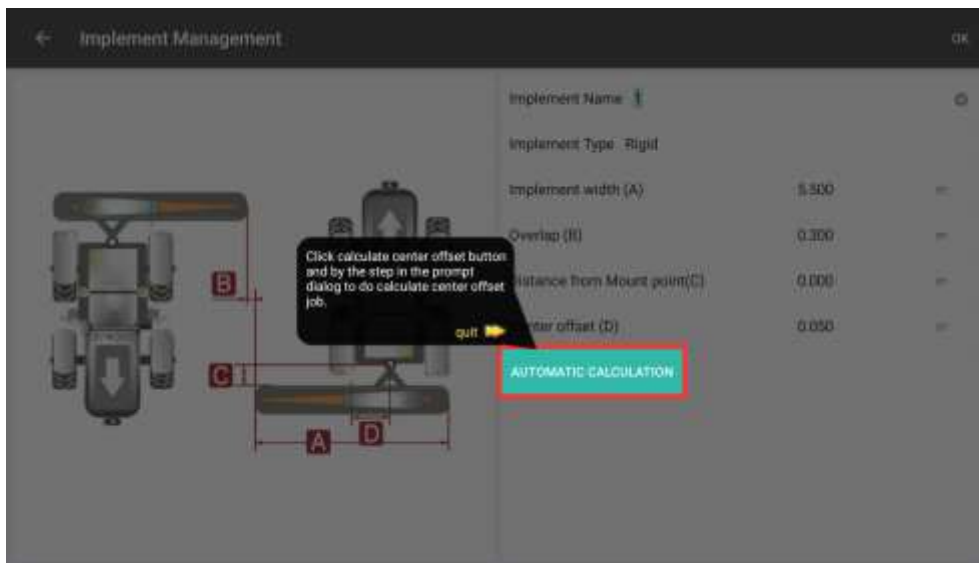 Implement Management
OK
Implement Name 1
Implement Type Rigid
Implement width (A) 5.500 m
Overlap (B) 0.300 m
Distance from Mount point(C) 0.000 m
Center offset (D) 0.050 m
AUTOMATIC CALCULATION
Click calculate center offset button
and by the step in the prompt
dialog to do calculate center offset
job.
quit
B
C
A
D